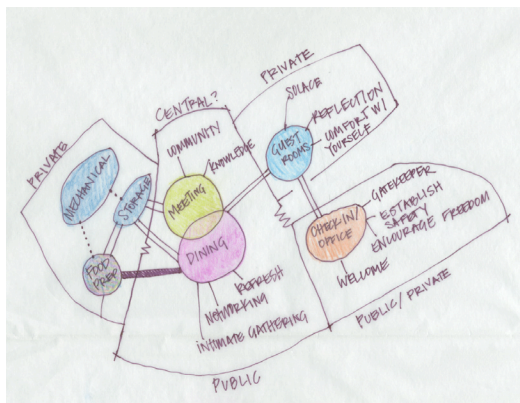 PRIVATE
MECHANICAL
STORAGE
FOOD
PREP
CENTRAL?
COMMUNITY
KNOWLEDGE
MEETING
DINING
REFRESH
NETWORKING
INTIMATE GATHERING
PUBLIC
PRIVATE
SOLACE
REFLECTION
COMFORT W/
YOURSELF
GUEST
ROOMS
CHECK IN/
OFFICE
GATEKEEPER
ESTABLISH
SAFETY
ENCOURAGE FREEDOM
WELCOME
PUBLIC/PRIVATE